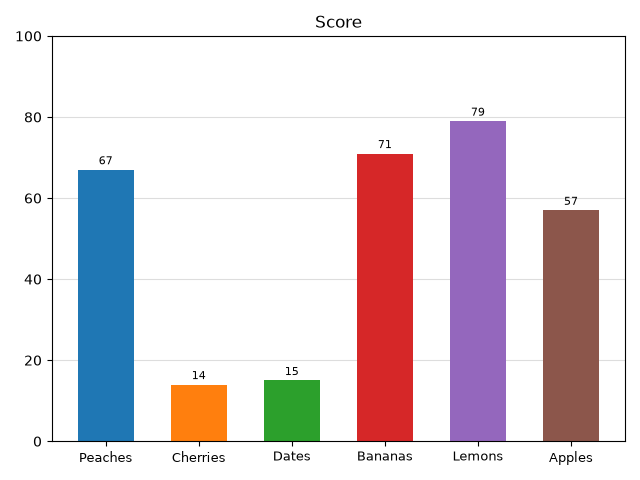 Score
100
80
60
40
20
0
67
14
15
71
79
57
Peaches
Cherries
Dates
Bananas
Lemons
Apples